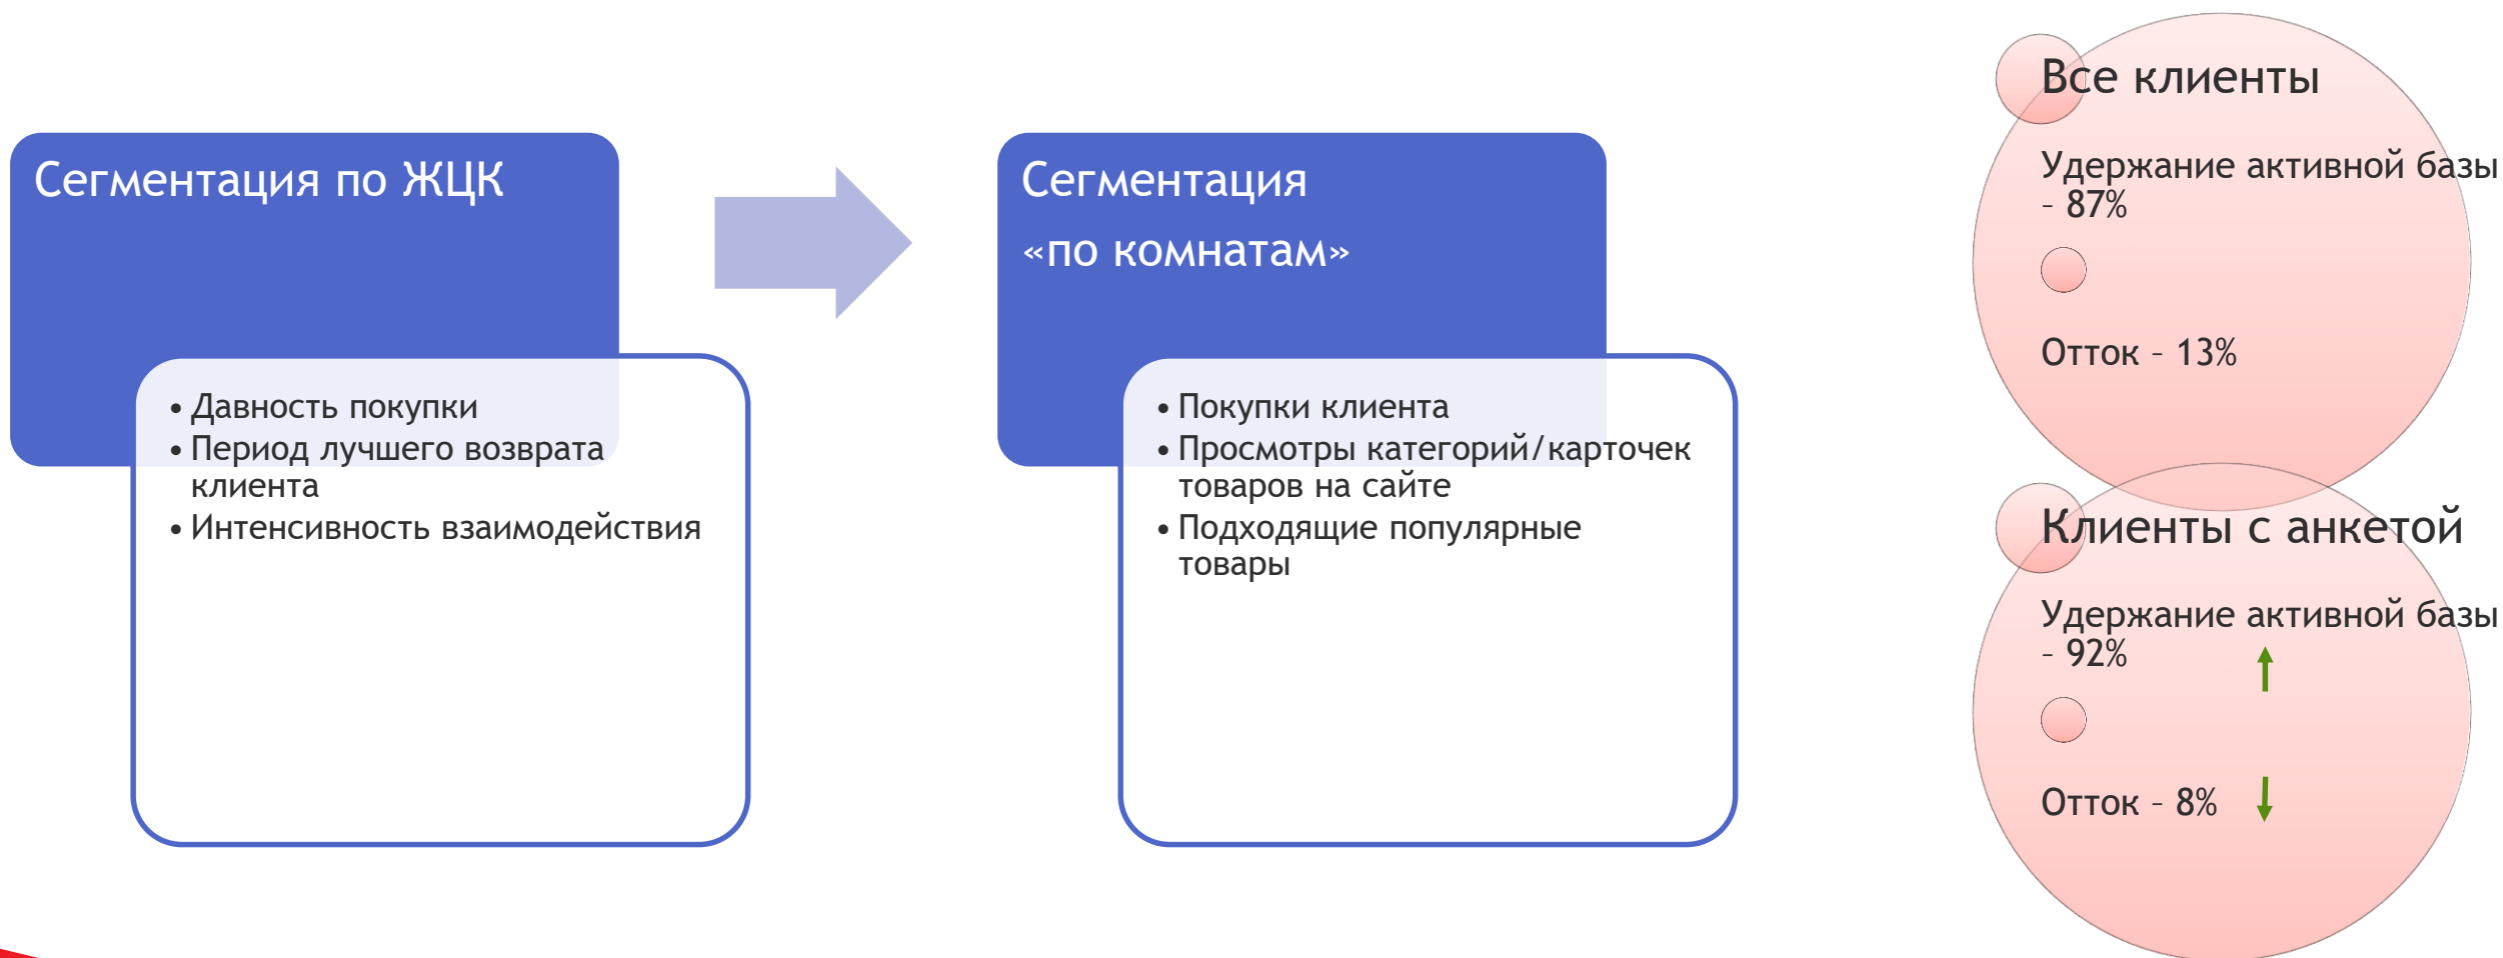 Сегментация по ЖЦК
• Давность покупки
• Период лучшего возврата
клиента
• Интенсивность взаимодействия
Сегментация
«по комнатам»
• Покупки клиента
• Просмотры категорий/карточек
товаров на сайте
• Подходящие популярные
товары
Все клиенты
Удержание активной базы
– 87%
Отток – 13%
Клиенты с анкетой
Удержание активной базы
– 92%
Отток – 8%